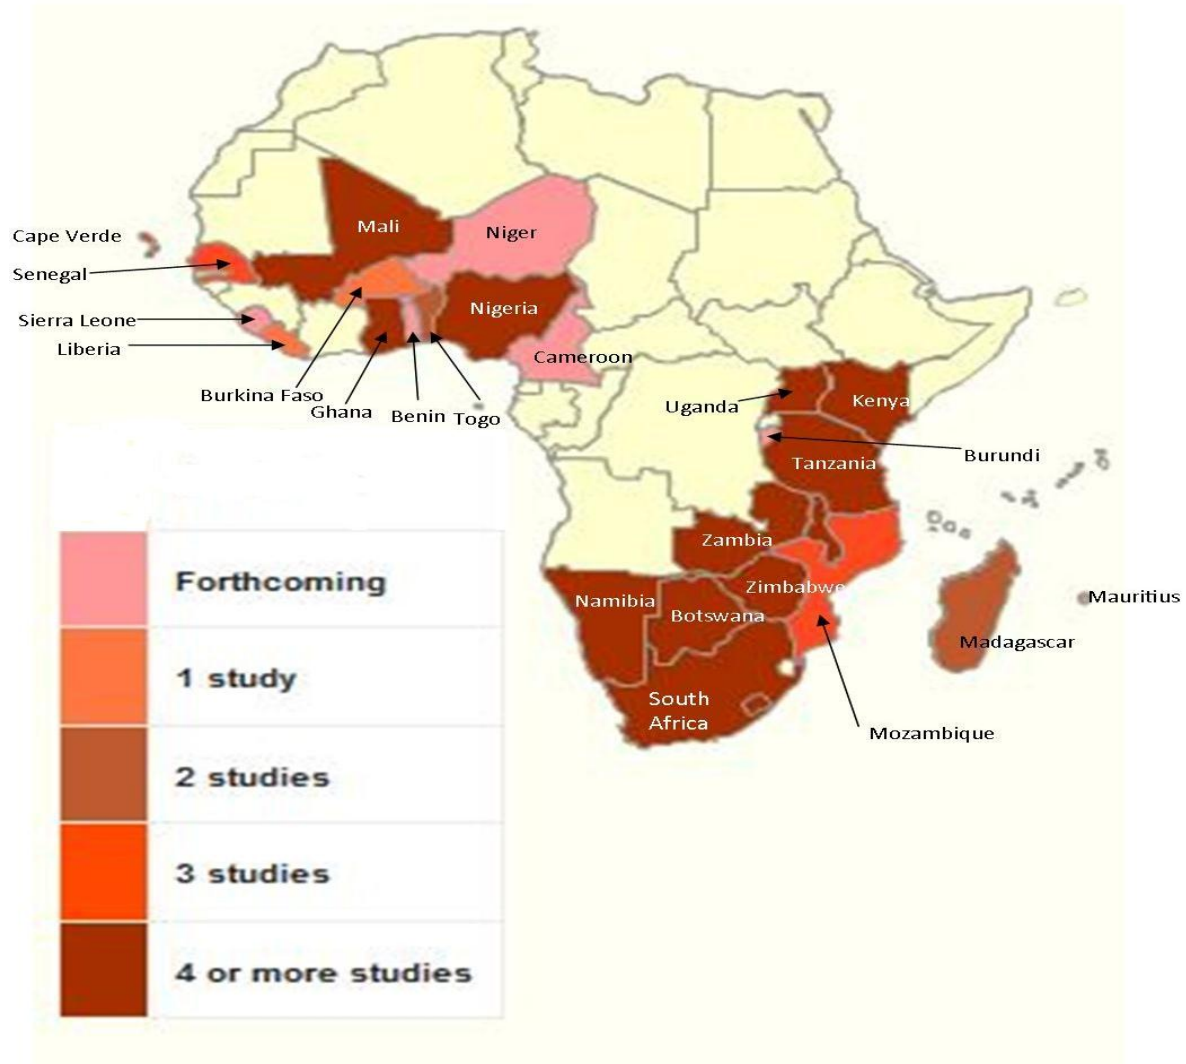 Mali
Niger
Cape Verde
Senegal
Nigeria
Sierra Leone
Liberia
Cameroon
Burkina Faso
Ghana
Benin
Togo
Uganda
Kenya
Burundi
Tanzania
Zambia
Zimbabwe
Namibia
Botswana
Mauritius
Madagascar
South
Africa
Mozambique
Forthcoming
1 study
2 studies
3 studies
4 or more studies